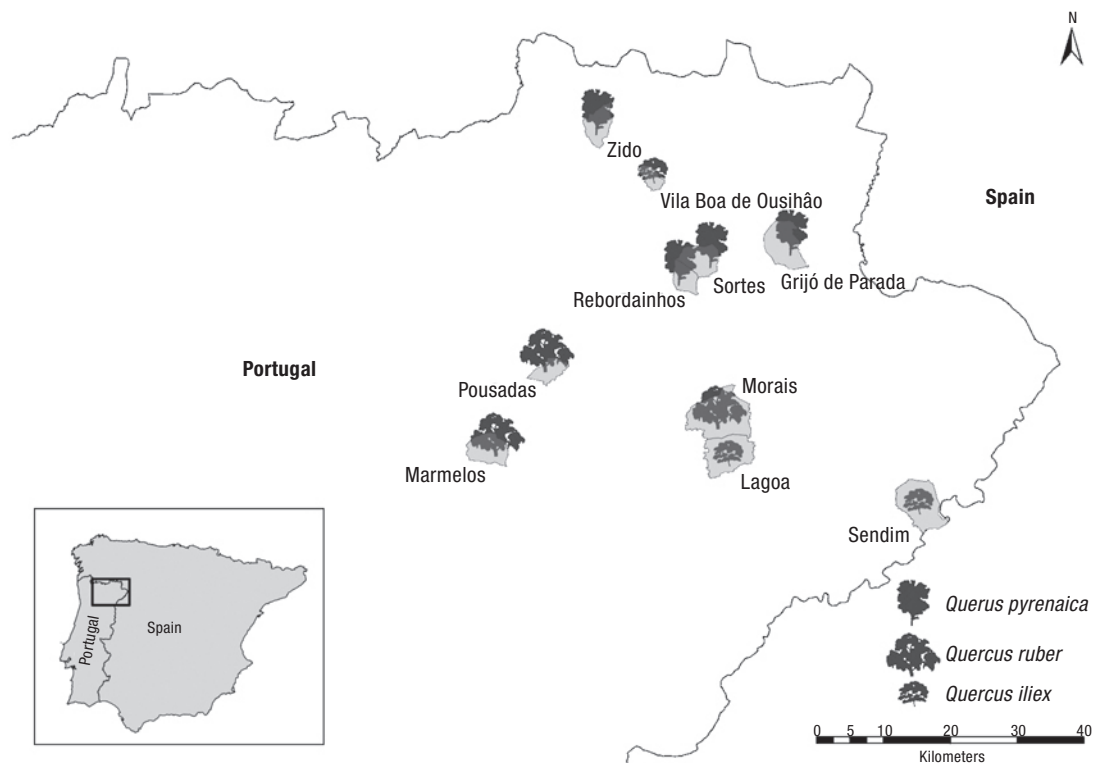 N
Zido
Vila Boa de Ousihâo
Spain
Rebordainhos
Sortes
Grijó de Parada
Portugal
Pousadas
Morais
Marmelos
Lagoa
Sendim
Portugal
Spain
Querus pyrenaica
Quercus ruber
Quercus iliex
0 5 10 20 30 40
Kilometers